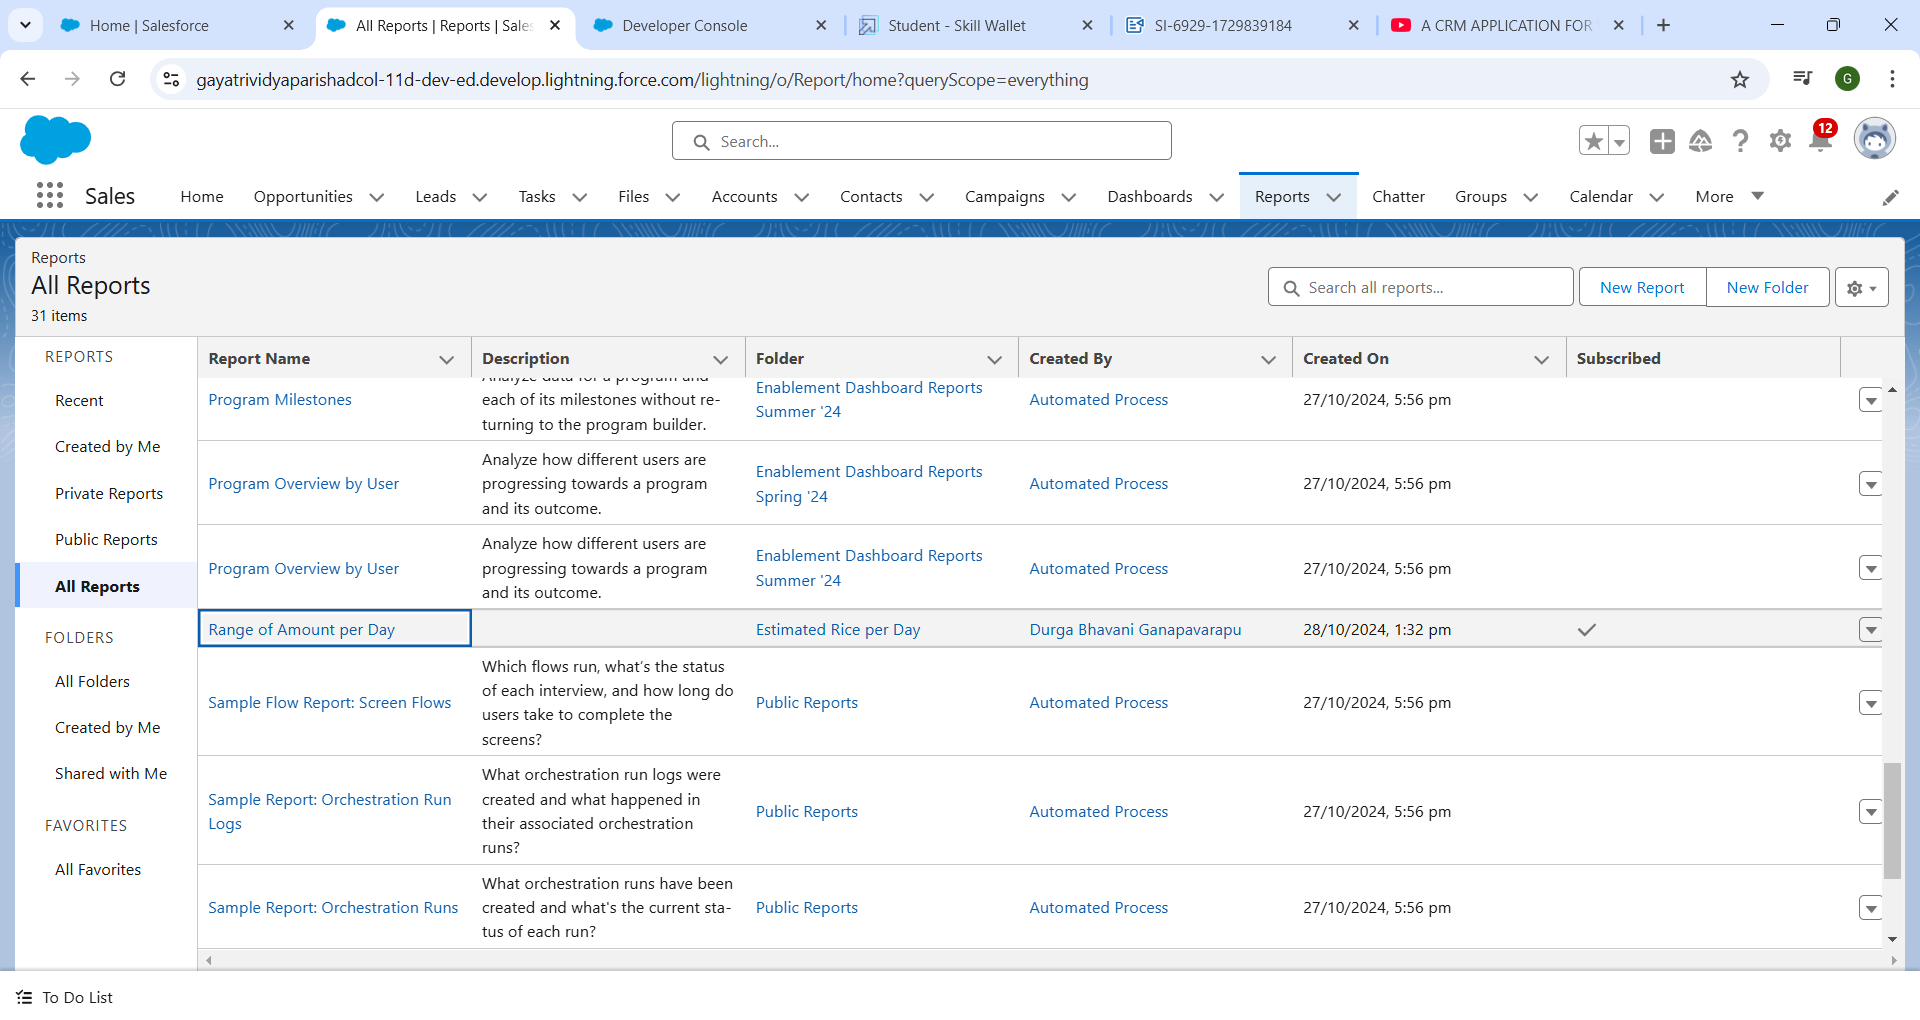 Home | Salesforce
All Reports | Reports | Sales
Developer Console
Student - Skill Wallet
SI-6929-1729839184
A CRM APPLICATION FOR
gayatrividyaparishadcol-11d-dev-ed.develop.lightning.force.com/lightning/o/Report/home?queryScope=everything
G
Search...
12
Sales
Home
Opportunities
Leads
Tasks
Files
Accounts
Contacts
Campaigns
Dashboards
Reports
Chatter
Groups
Calendar
More
Reports
All Reports
31 items
Search all reports...
New Report
New Folder
REPORTS
Recent
Created by Me
Private Reports
Public Reports
All Reports
FOLDERS
All Folders
Created by Me
Shared with Me
FAVORITES
All Favorites
Report Name
Description
Folder
Created By
Created On
Subscribed
Program Milestones
Analyze data for a program and
each of its milestones without re-
turning to the program builder.
Enablement Dashboard Reports
Summer '24
Automated Process
27/10/2024, 5:56 pm
Program Overview by User
Analyze how different users are
progressing towards a program
and its outcome.
Enablement Dashboard Reports
Spring '24
Automated Process
27/10/2024, 5:56 pm
Program Overview by User
Analyze how different users are
progressing towards a program
and its outcome.
Enablement Dashboard Reports
Summer '24
Automated Process
27/10/2024, 5:56 pm
Range of Amount per Day
Estimated Rice per Day
Durga Bhavani Ganapavarapu
28/10/2024, 1:32 pm
Sample Flow Report: Screen Flows
Which flows run, what's the status
of each interview, and how long do
users take to complete the
screens?
Public Reports
Automated Process
27/10/2024, 5:56 pm
Sample Report: Orchestration Run
Logs
What orchestration run logs were
created and what happened in
their associated orchestration
runs?
Public Reports
Automated Process
27/10/2024, 5:56 pm
Sample Report: Orchestration Runs
What orchestration runs have been
created and what's the current sta-
tus of each run?
Public Reports
Automated Process
27/10/2024, 5:56 pm
To Do List